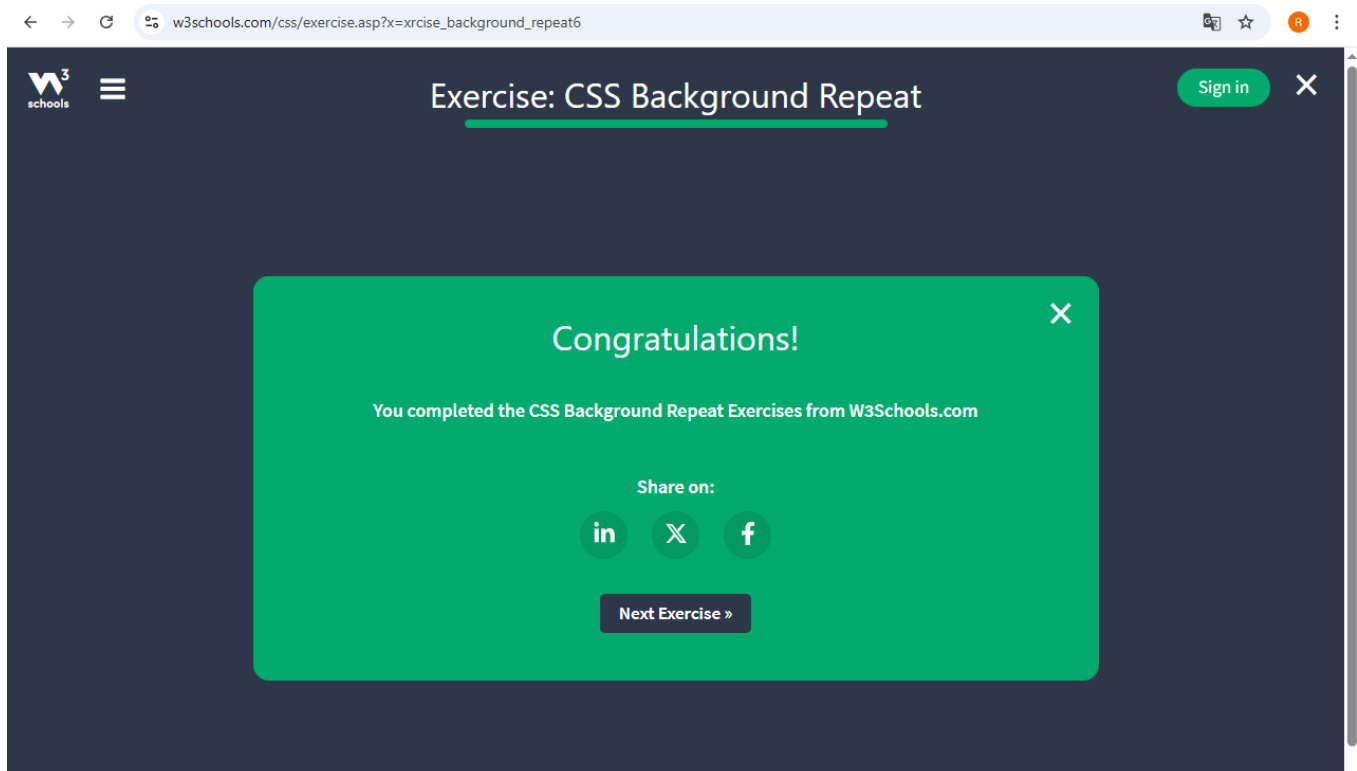 w3schools.com/css/exercise.asp?x=xrcise_background_repeat6
R
3
schools
Exercise: CSS Background Repeat
Sign in
Congratulations!
You completed the CSS Background Repeat Exercises from W3Schools.com
Share on:
in X f
Next Exercise »